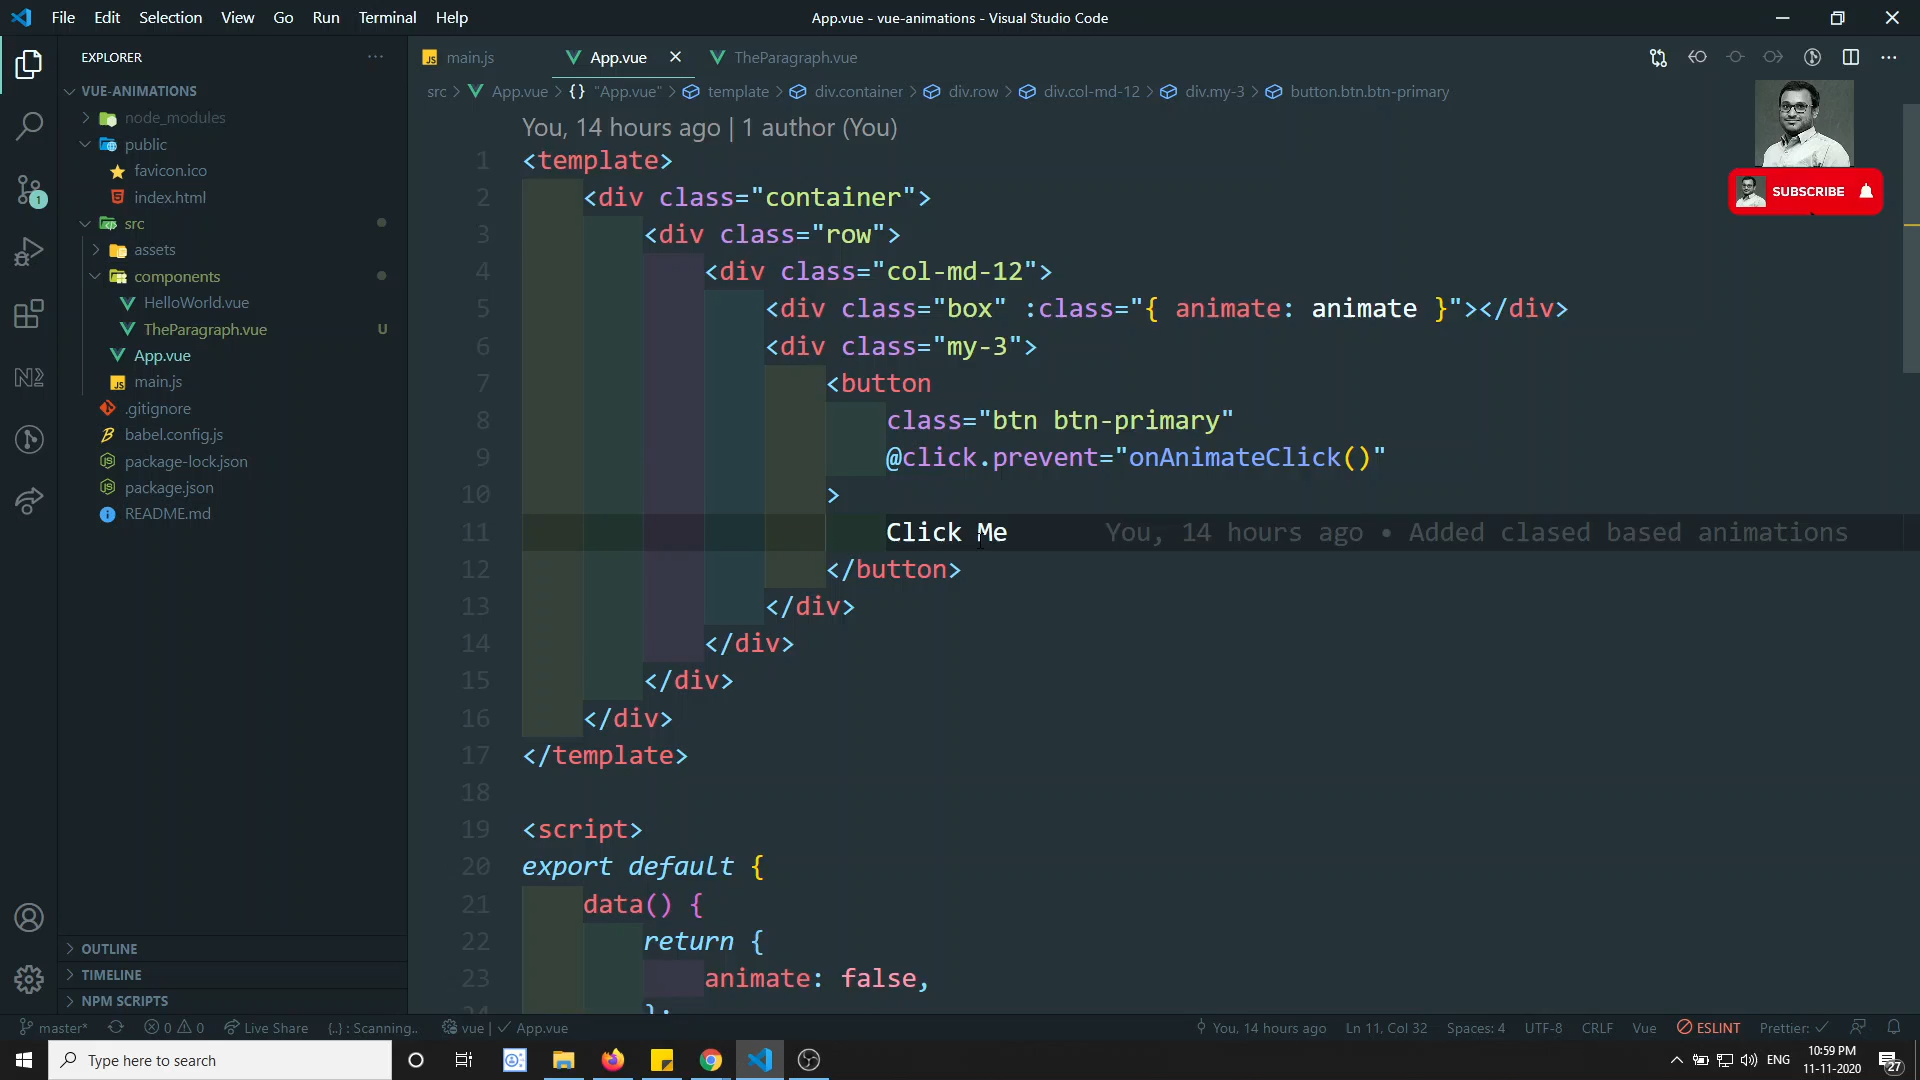 File Edit Selection View Go Run Terminal Help
App.vue - vue-animations - Visual Studio Code
EXPLORER
VUE-ANIMATIONS
node_modules
public
favicon.ico
index.html
src
assets
components
HelloWorld.vue
TheParagraph.vue U
App.vue
main.js
.gitignore
babel.config.js
package-lock.json
package.json
README.md
OUTLINE
TIMELINE
NPM SCRIPTS
1
main.js App.vue TheParagraph.vue
src > App.vue > {} "App.vue" > template > div.container > div.row > div.col-md-12 > div.my-3 > button.btn.btn-primary
SUBSCRIBE
You, 14 hours ago | 1 author (You)
1 <template>
2 <div class="container">
3 <div class="row">
4 <div class="col-md-12">
5 <div class="box" :class="{ animate: animate }"></div>
6 <div class="my-3">
7 <button
8 class="btn btn-primary"
9 @click.prevent="onAnimateClick()"
10 >
11 Click Me You, 14 hours ago • Added clased based animations
12 </button>
13 </div>
14 </div>
15 </div>
16 </div>
17 </template>
18
19 <script>
20 export default {
21 data() {
22 return {
23 animate: false,
master* 0 0 Live Share {..} : Scanning.. vue | ✓ App.vue You, 14 hours ago Ln 11, Col 32 Spaces: 4 UTF-8 CRLF Vue ESLINT Prettier: ✓
Type here to search
ENG
10:59 PM
11-11-2020
27